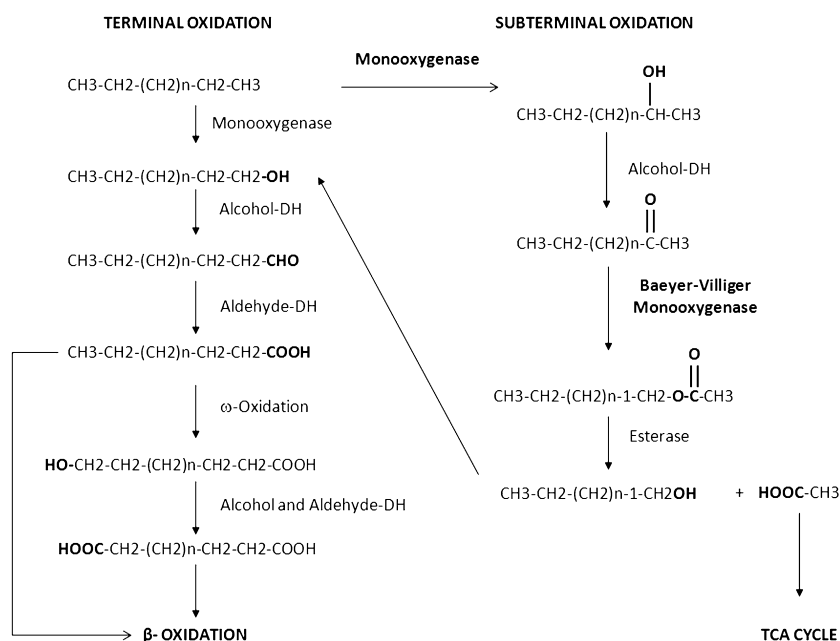 TERMINAL OXIDATION
CH3-CH2-(CH2)n-CH2-CH3
Monooxygenase
CH3-CH2-(CH2)n-CH2-CH2-OH
Alcohol-DH
CH3-CH2-(CH2)n-CH2-CH2-CHO
Aldehyde-DH
CH3-CH2-(CH2)n-CH2-CH2-COOH
ω-Oxidation
HO-CH2-CH2-(CH2)n-CH2-CH2-COOH
Alcohol and Aldehyde-DH
HOOC-CH2-(CH2)n-CH2-CH2-COOH
β- OXIDATION
Monooxygenase
SUBTERMINAL OXIDATION
OH
CH3-CH2-(CH2)n-CH-CH3
Alcohol-DH
O
CH3-CH2-(CH2)n-C-CH3
Baeyer-Villiger
Monooxygenase
O
CH3-CH2-(CH2)n-1-CH2-O-C-CH3
Esterase
CH3-CH2-(CH2)n-1-CH2OH + HOOC-CH3
TCA CYCLE